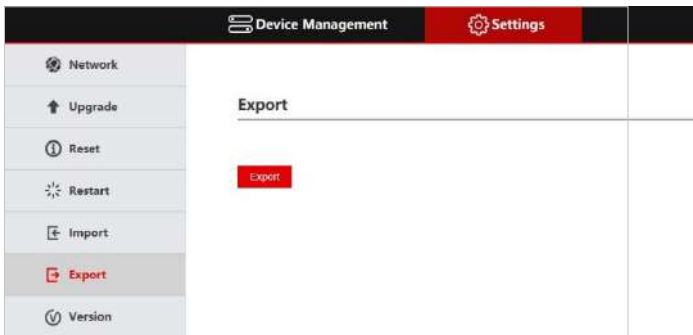 Device Management
Settings
Network
Upgrade
Reset
Restart
Import
Export
Version
Export
Export